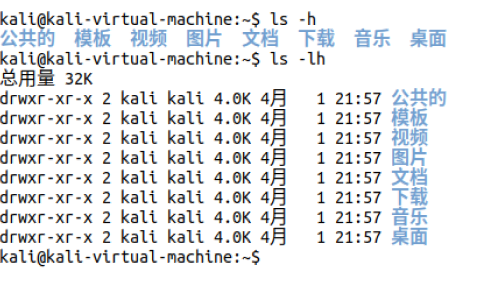 kali@kali-virtual-machine:~$ ls -h
公共的 模板 视频 图片 文档 下载 音乐 桌面
kali@kali-virtual-machine:~$ ls -lh
总用量 32K
drwxr-xr-x 2 kali kali 4.0K 4月   1 21:57 公共的
drwxr-xr-x 2 kali kali 4.0K 4月   1 21:57 模板
drwxr-xr-x 2 kali kali 4.0K 4月   1 21:57 视频
drwxr-xr-x 2 kali kali 4.0K 4月   1 21:57 图片
drwxr-xr-x 2 kali kali 4.0K 4月   1 21:57 文档
drwxr-xr-x 2 kali kali 4.0K 4月   1 21:57 下载
drwxr-xr-x 2 kali kali 4.0K 4月   1 21:57 音乐
drwxr-xr-x 2 kali kali 4.0K 4月   1 21:57 桌面
kali@kali-virtual-machine:~$